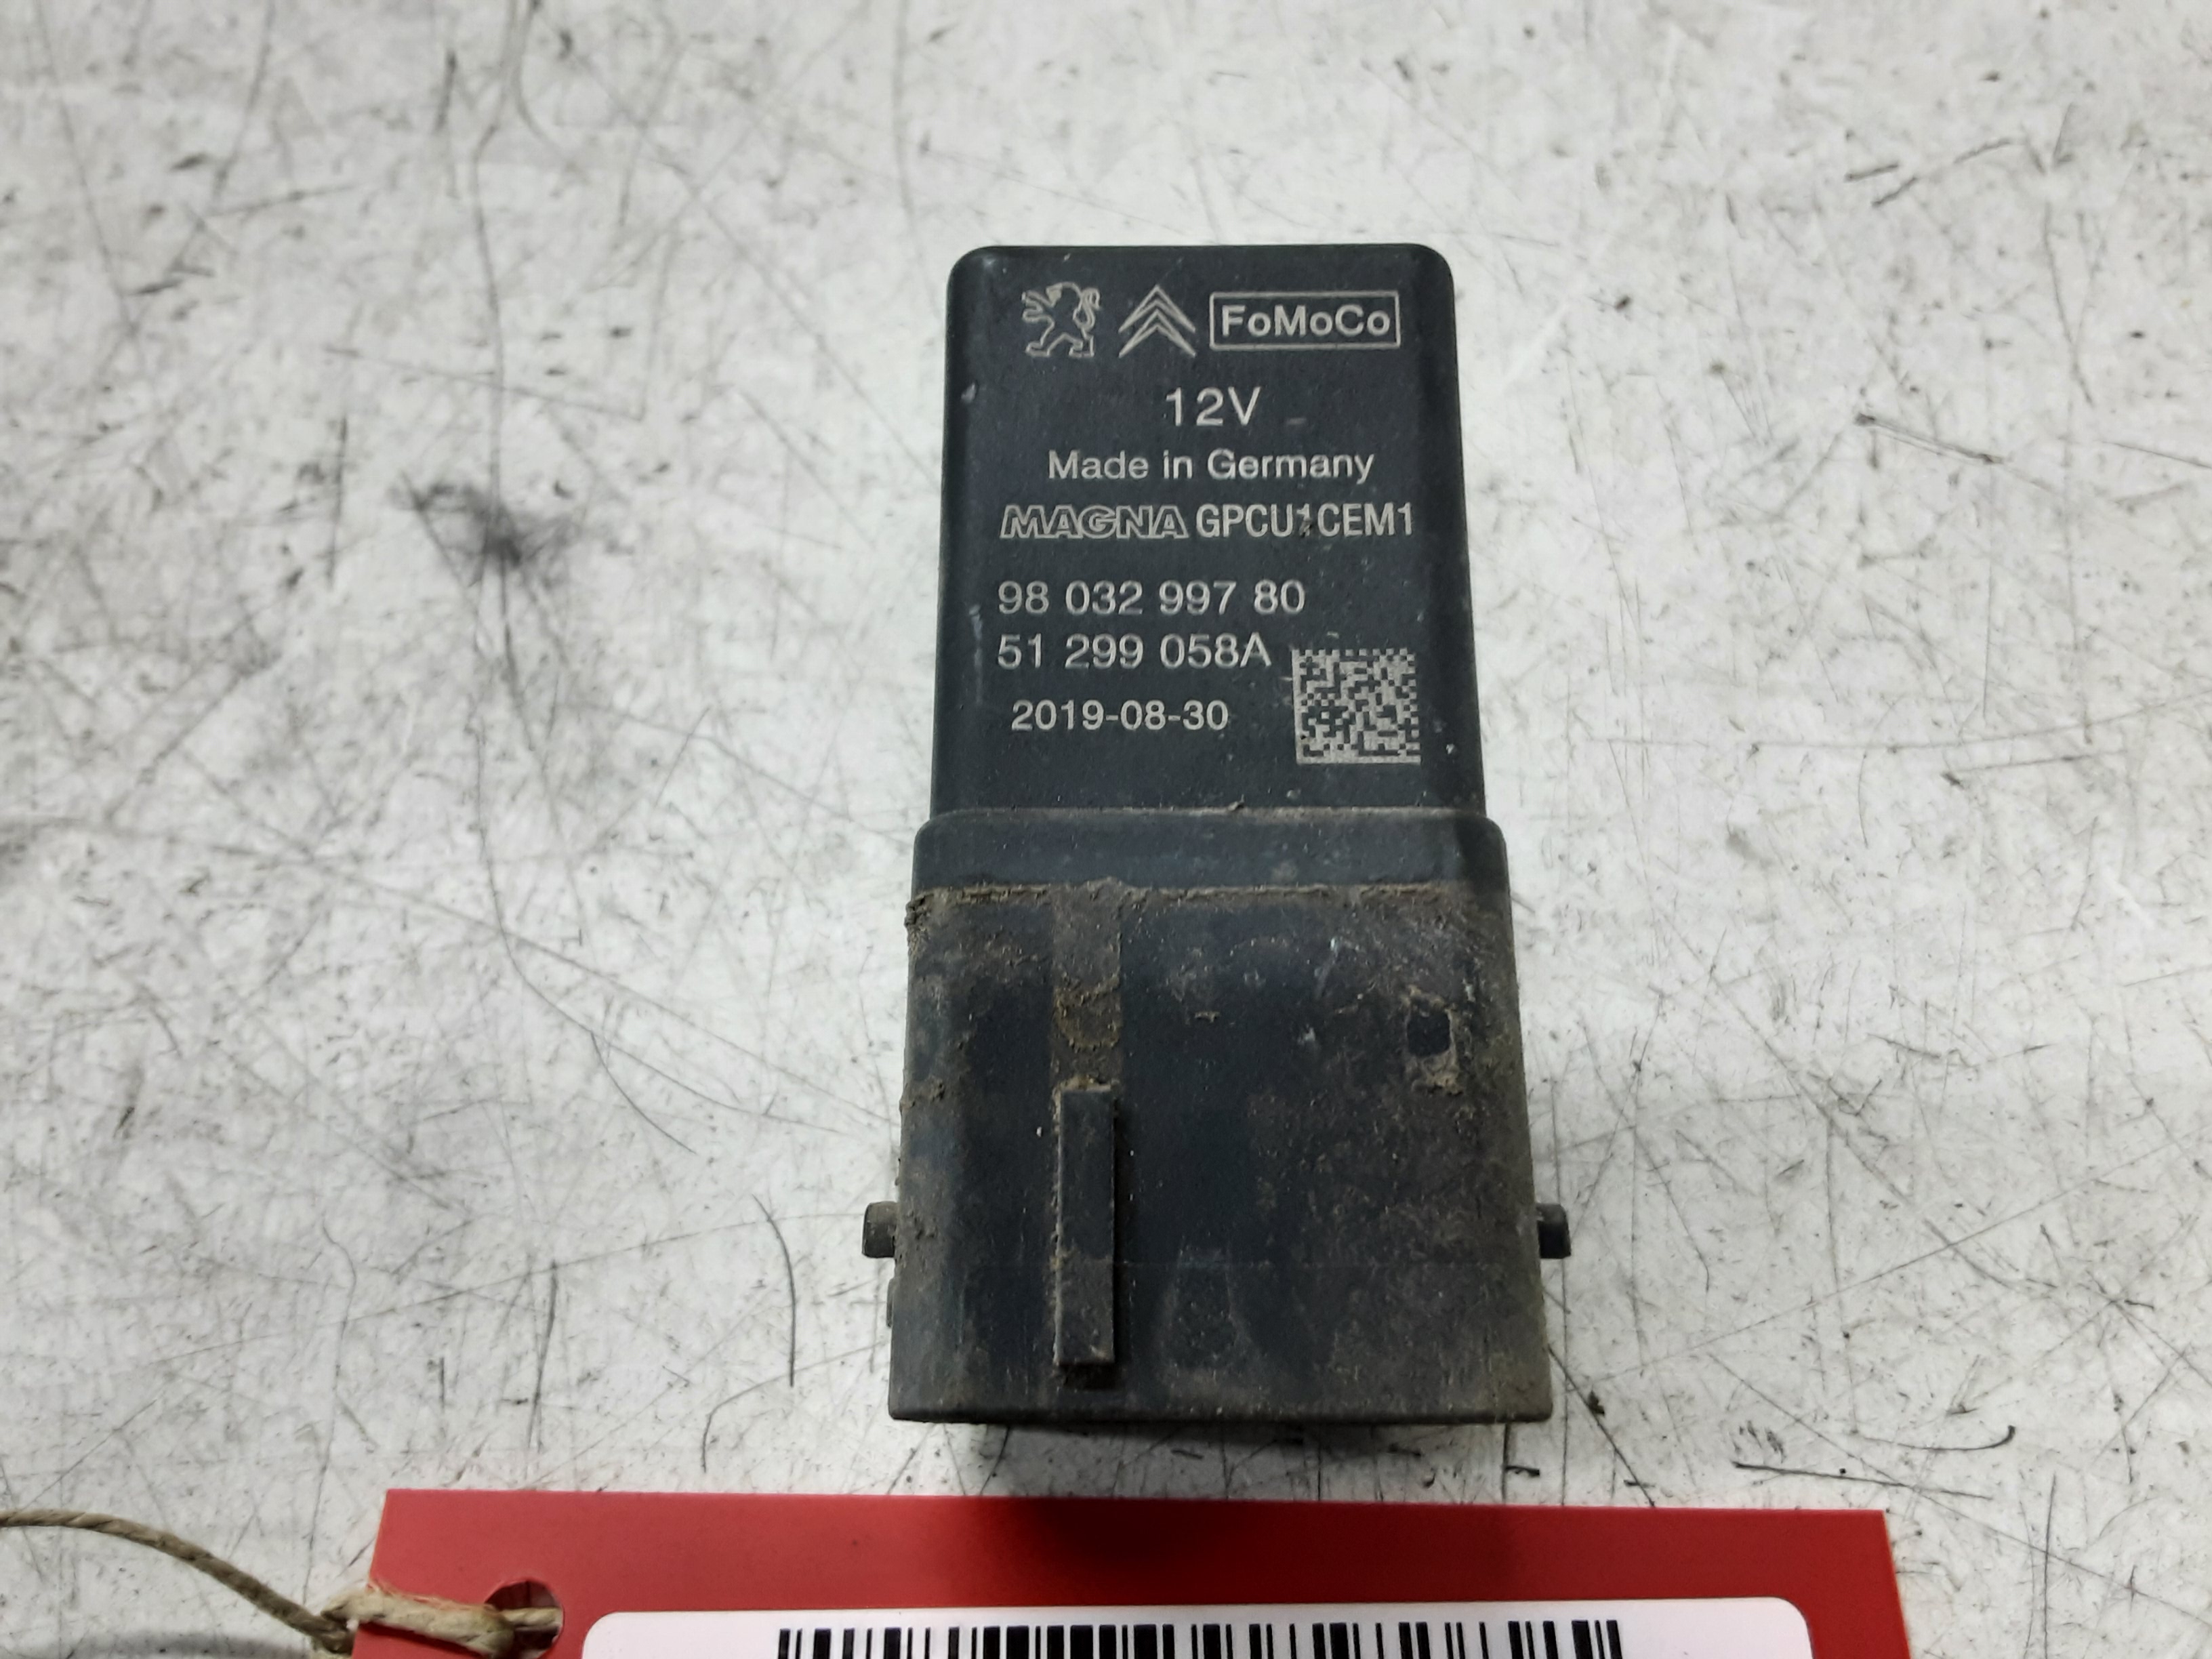 FoMoCo
12V
Made in Germany
MAGNA GPCU1CEM1
98 032 997 80
51 299 058A
2019-08-30